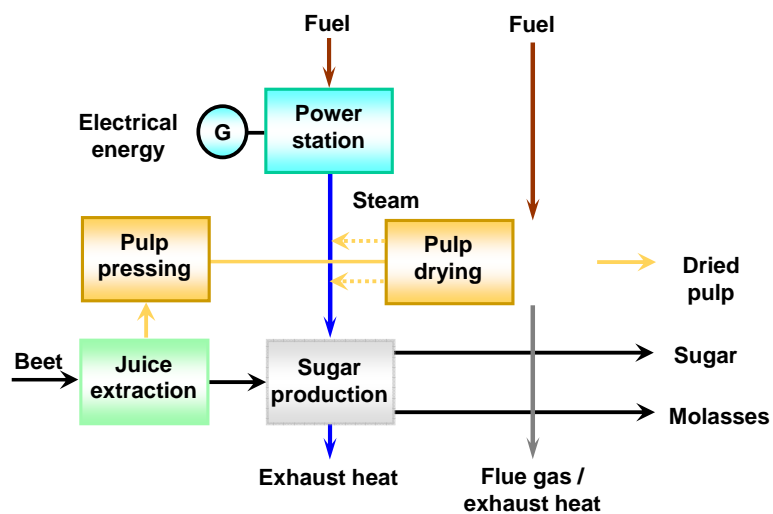 Fuel
Fuel
Electrical
energy
G
Power
station
Steam
Pulp
pressing
Pulp
drying
Dried
pulp
Beet
Juice
extraction
Sugar
production
Sugar
Molasses
Exhaust heat
Flue gas /
exhaust heat